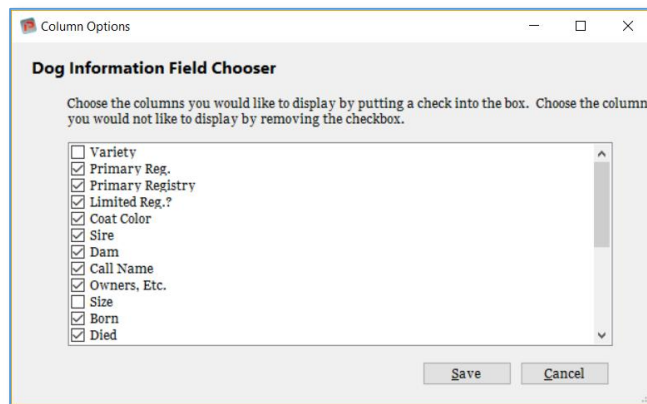 Column Options
Dog Information Field Chooser
Choose the columns you would like to display by putting a check into the box. Choose the column
you would not like to display by removing the checkbox.
Variety
Primary Reg.
Primary Registry
Limited Reg.?
Coat Color
Sire
Dam
Call Name
Owners, Etc.
Size
Born
Died
Save
Cancel